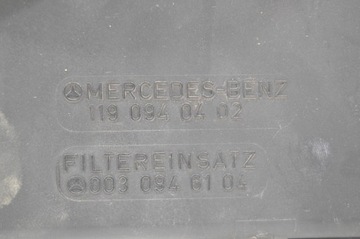 MERCEDES-BENZ
119 094 04 02
FILTEREINSATZ
003 094 61 04